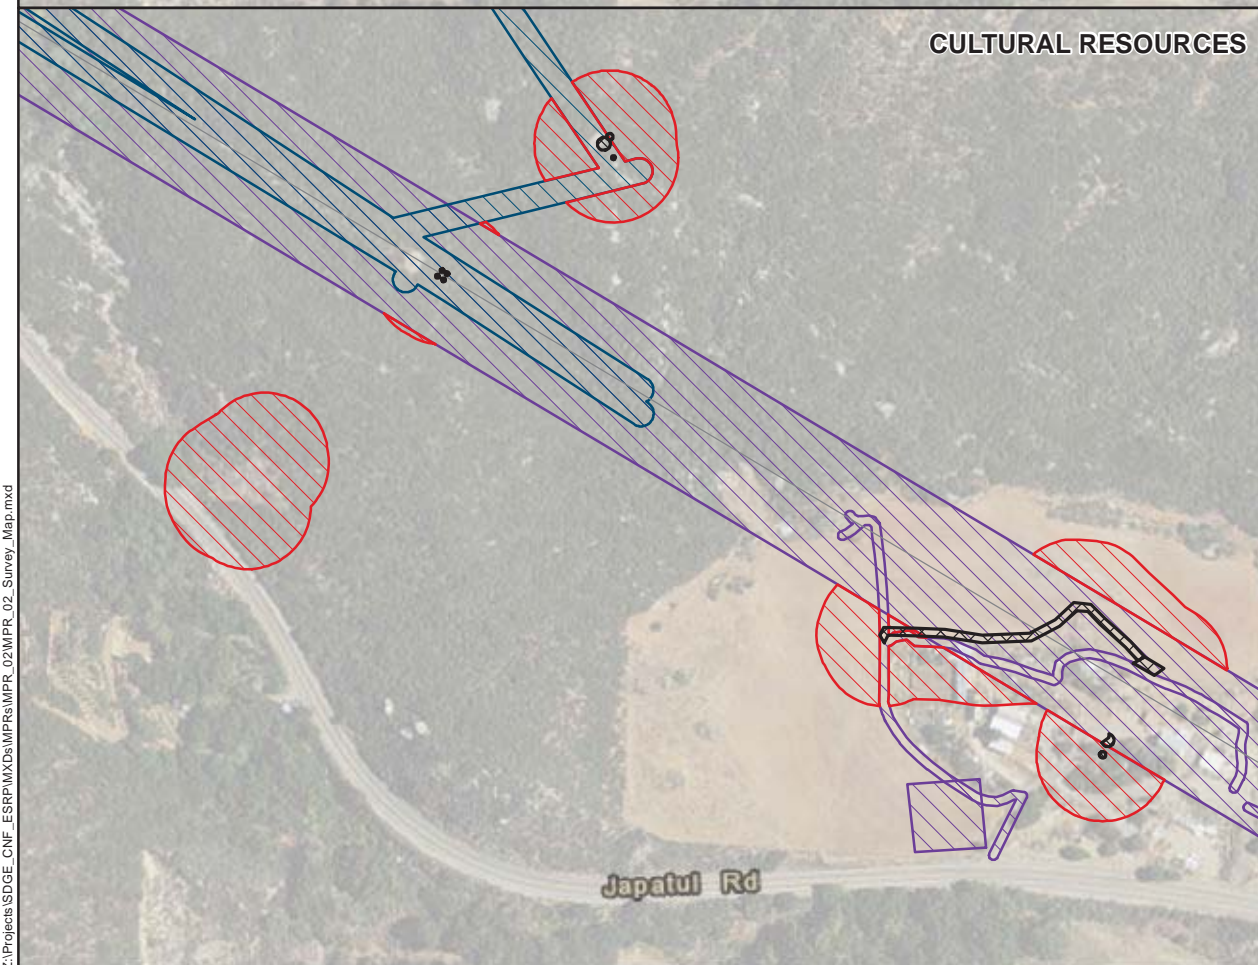 CULTURAL RESOURCES
Z:\Projects\SDGE_CNF_ESRP\MXDs\MPRs\MPR_02\MPR_02_Survey_Map.mxd
Japatul Rd